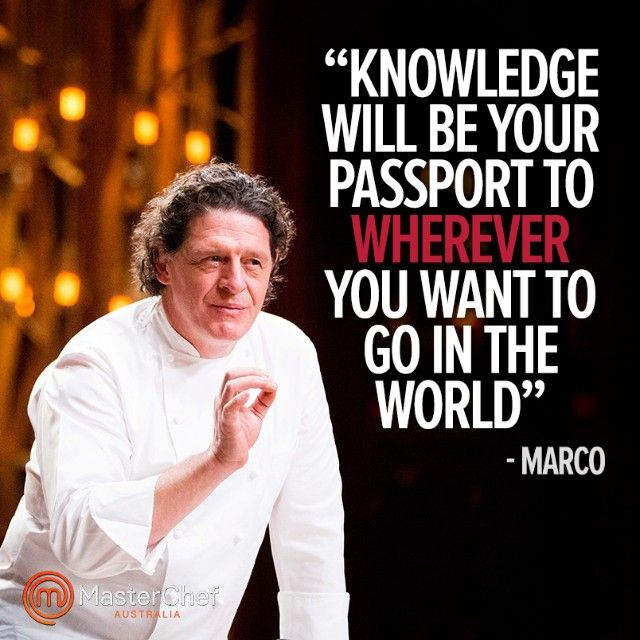 “KNOWLEDGE
WILL BE YOUR
PASSPORT TO
WHEREVER
YOU WANT TO
GO IN THE
WORLD”
- MARCO
MasterChef
AUSTRALIA